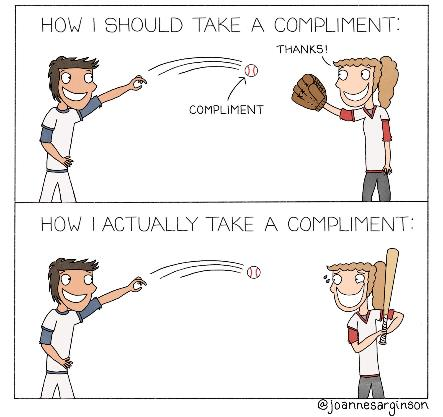 HOW I SHOULD TAKE A COMPLIMENT:
THANKS!
COMPLIMENT
HOW I ACTUALLY TAKE A COMPLIMENT:
@joannesarginson